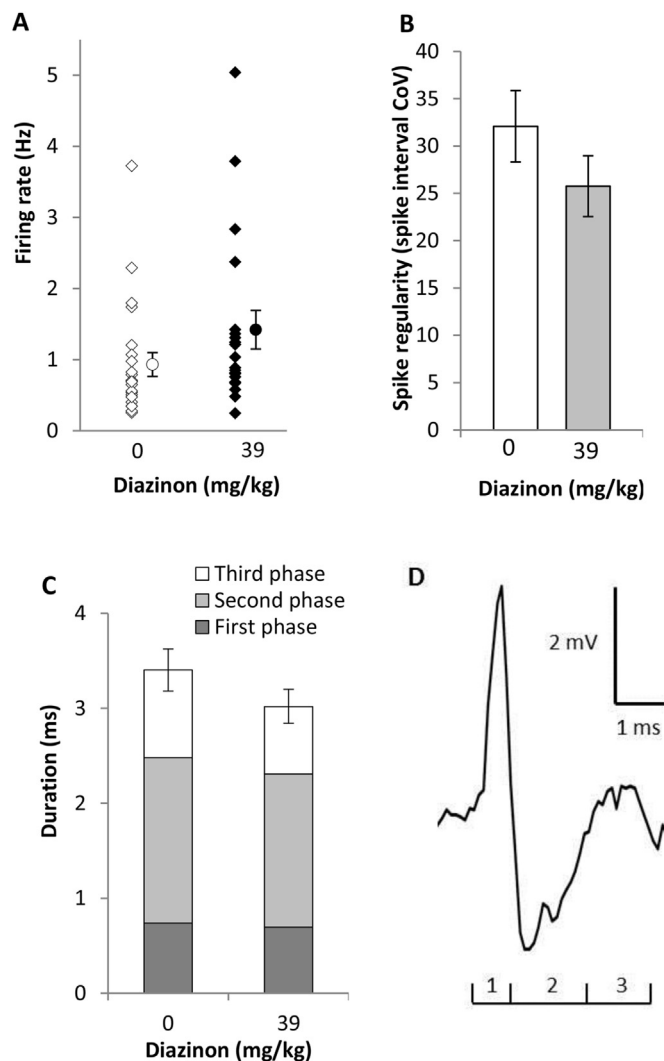 A
Firing rate (Hz)
5
4
3
2
1
0
0
39
Diazinon (mg/kg)
B
Spike regularity (spike interval CoV)
40
35
30
25
20
15
10
5
0
0
39
Diazinon (mg/kg)
C
Third phase
Second phase
First phase
Duration (ms)
4
3
2
1
0
0
39
Diazinon (mg/kg)
D
2 mV
1 ms
1 2 3